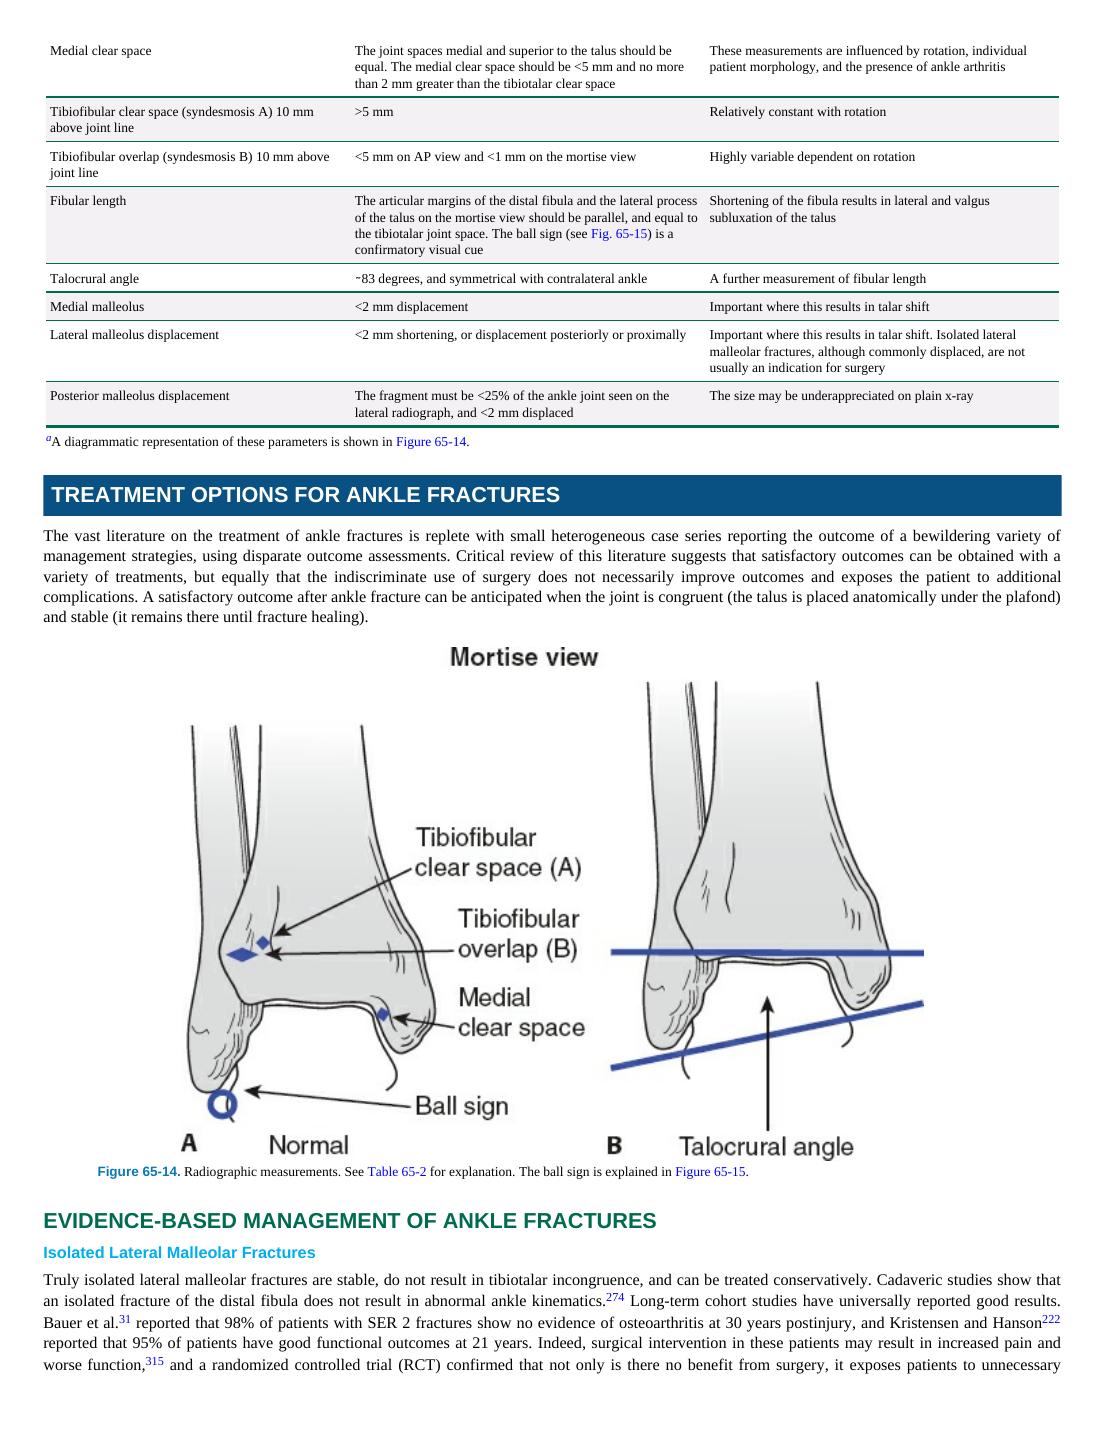 Medial clear space
The joint spaces medial and superior to the talus should be
equal. The medial clear space should be <5 mm and no more
than 2 mm greater than the tibiotalar clear space
These measurements are influenced by rotation, individual
patient morphology, and the presence of ankle arthritis
Tibiofibular clear space (syndesmosis A) 10 mm
above joint line
>5 mm
Relatively constant with rotation
Tibiofibular overlap (syndesmosis B) 10 mm above
joint line
<5 mm on AP view and <1 mm on the mortise view
Highly variable dependent on rotation
Fibular length
The articular margins of the distal fibula and the lateral process
of the talus on the mortise view should be parallel, and equal to
the tibiotalar joint space. The ball sign (see Fig. 65-15) is a
confirmatory visual cue
Shortening of the fibula results in lateral and valgus
subluxation of the talus
Talocrural angle
~83 degrees, and symmetrical with contralateral ankle
A further measurement of fibular length
Medial malleolus
<2 mm displacement
Important where this results in talar shift
Lateral malleolus displacement
<2 mm shortening, or displacement posteriorly or proximally
Important where this results in talar shift. Isolated lateral
malleolar fractures, although commonly displaced, are not
usually an indication for surgery
Posterior malleolus displacement
The fragment must be <25% of the ankle joint seen on the
lateral radiograph, and <2 mm displaced
The size may be underappreciated on plain x-ray
aA diagrammatic representation of these parameters is shown in Figure 65-14.
TREATMENT OPTIONS FOR ANKLE FRACTURES
The vast literature on the treatment of ankle fractures is replete with small heterogeneous case series reporting the outcome of a bewildering variety of
management strategies, using disparate outcome assessments. Critical review of this literature suggests that satisfactory outcomes can be obtained with a
variety of treatments, but equally that the indiscriminate use of surgery does not necessarily improve outcomes and exposes the patient to additional
complications. A satisfactory outcome after ankle fracture can be anticipated when the joint is congruent (the talus is placed anatomically under the plafond)
and stable (it remains there until fracture healing).
Mortise view
Tibiofibular
clear space (A)
Tibiofibular
overlap (B)
Medial
clear space
Ball sign
A Normal
B Talocrural angle
Figure 65-14. Radiographic measurements. See Table 65-2 for explanation. The ball sign is explained in Figure 65-15.
EVIDENCE-BASED MANAGEMENT OF ANKLE FRACTURES
Isolated Lateral Malleolar Fractures
Truly isolated lateral malleolar fractures are stable, do not result in tibiotalar incongruence, and can be treated conservatively. Cadaveric studies show that
an isolated fracture of the distal fibula does not result in abnormal ankle kinematics.274 Long-term cohort studies have universally reported good results.
Bauer et al.31 reported that 98% of patients with SER 2 fractures show no evidence of osteoarthritis at 30 years postinjury, and Kristensen and Hanson222
reported that 95% of patients have good functional outcomes at 21 years. Indeed, surgical intervention in these patients may result in increased pain and
worse function,315 and a randomized controlled trial (RCT) confirmed that not only is there no benefit from surgery, it exposes patients to unnecessary